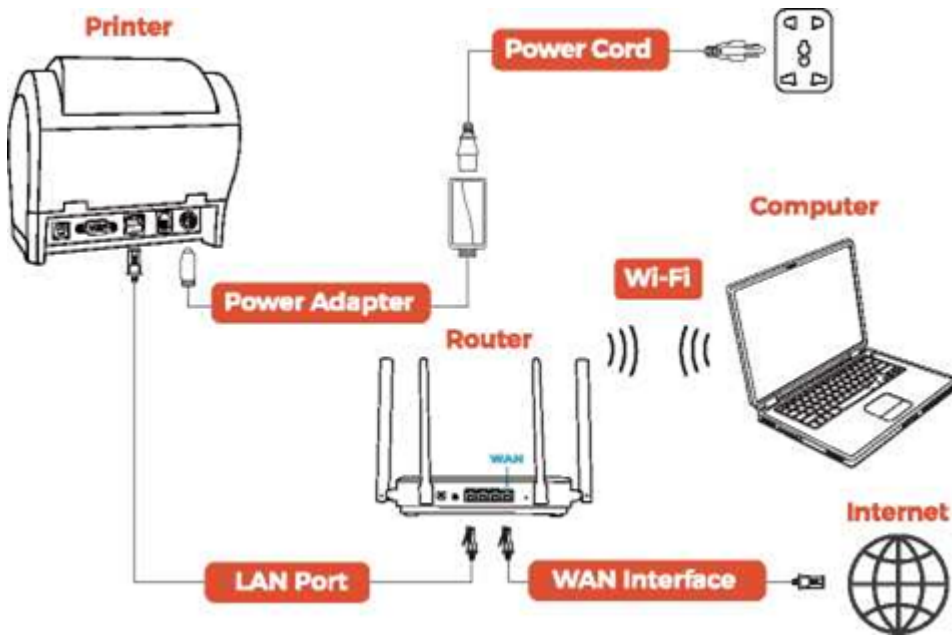 Printer
Power Cord
Computer
Wi-Fi
Power Adapter
Router
WAN
Internet
LAN Port
WAN Interface